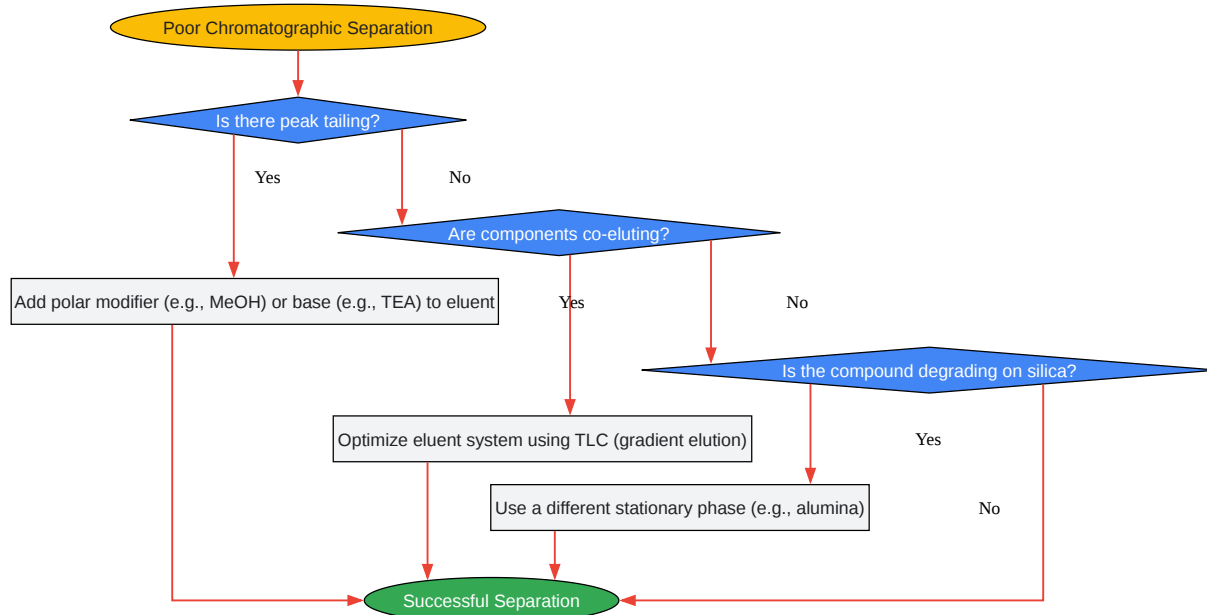 Poor Chromatographic Separation
Is there peak tailing?
Yes
No
Are components co-eluting?
Add polar modifier (e.g., MeOH) or base (e.g., TEA) to eluent
Yes
No
Is the compound degrading on silica?
Optimize eluent system using TLC (gradient elution)
Yes
Use a different stationary phase (e.g., alumina)
No
Successful Separation